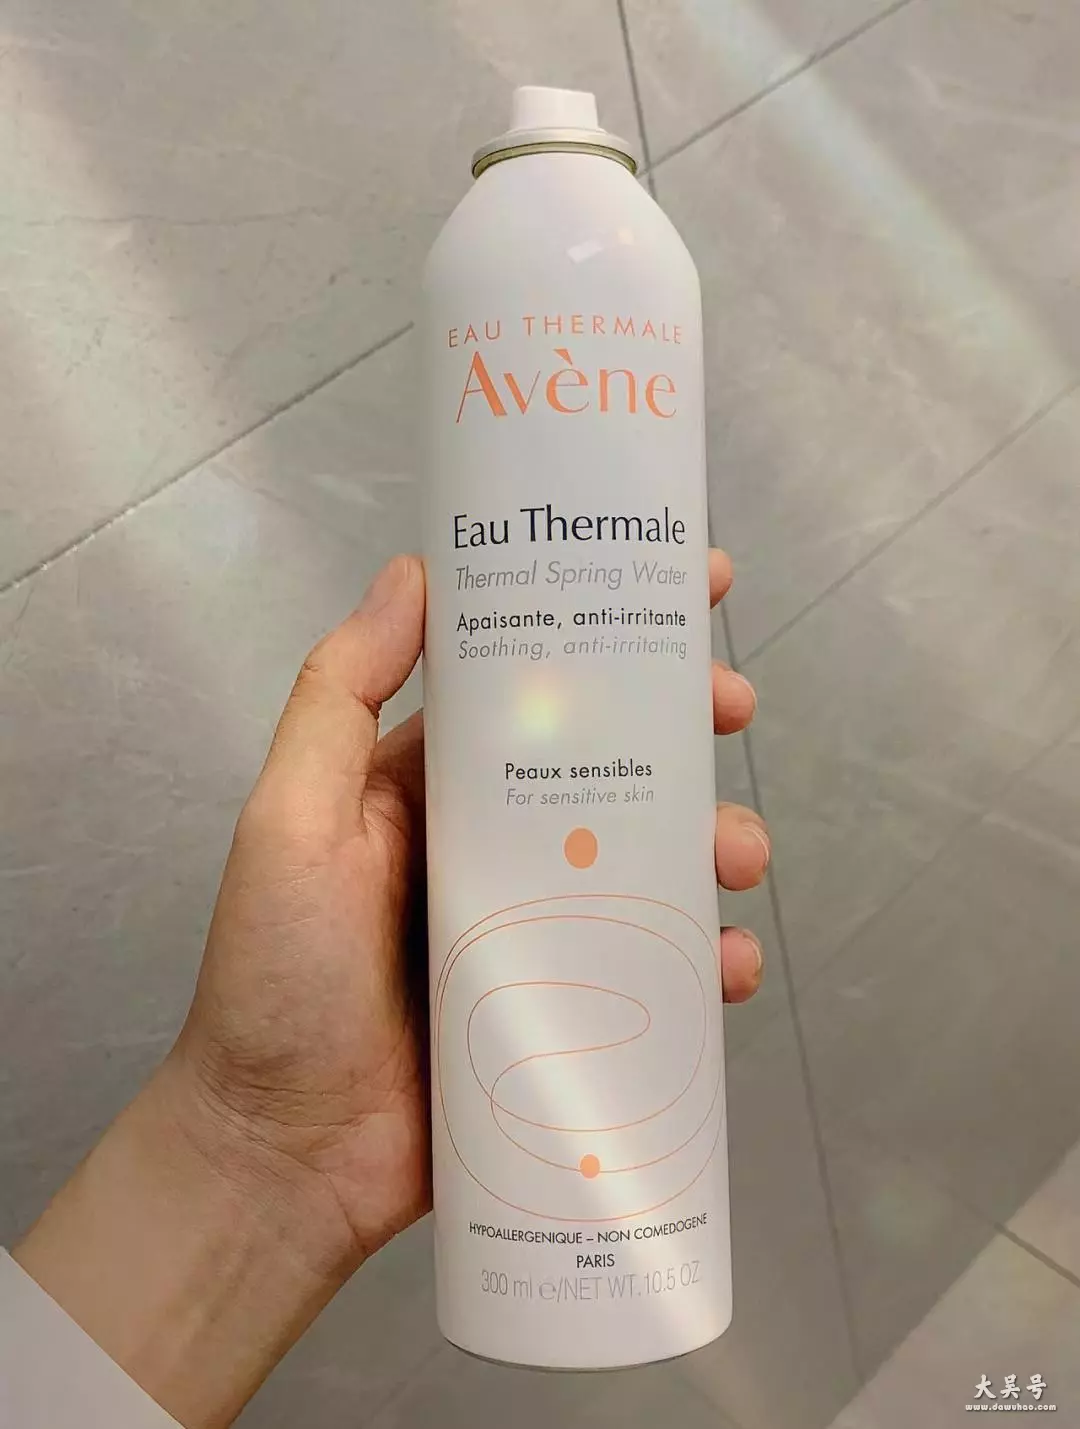 EAU THERMALE
Avène
Eau Thermale
Thermal Spring Water
Apaisante, anti-irritante
Soothing, anti-irritating
Peaux sensibles
For sensitive skin
HYPOALLERGENIQUE – NON COMEDOGENE
PARIS
300 ml e/NET WT. 10.5 OZ
大吴号
www.dawuhao.com